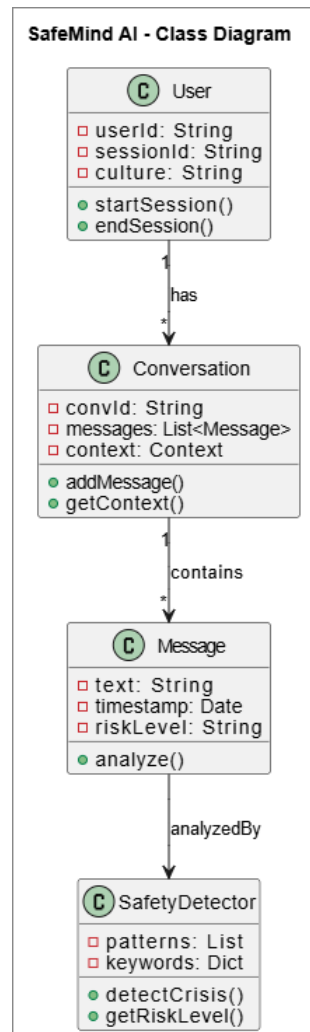 SafeMind AI - Class Diagram
C User
userId: String
sessionId: String
culture: String
startSession()
endSession()
1
has
*
C Conversation
convId: String
messages: List<Message>
context: Context
addMessage()
getContext()
1
contains
*
C Message
text: String
timestamp: Date
riskLevel: String
analyze()
analyzedBy
C SafetyDetector
patterns: List
keywords: Dict
detectCrisis()
getRiskLevel()